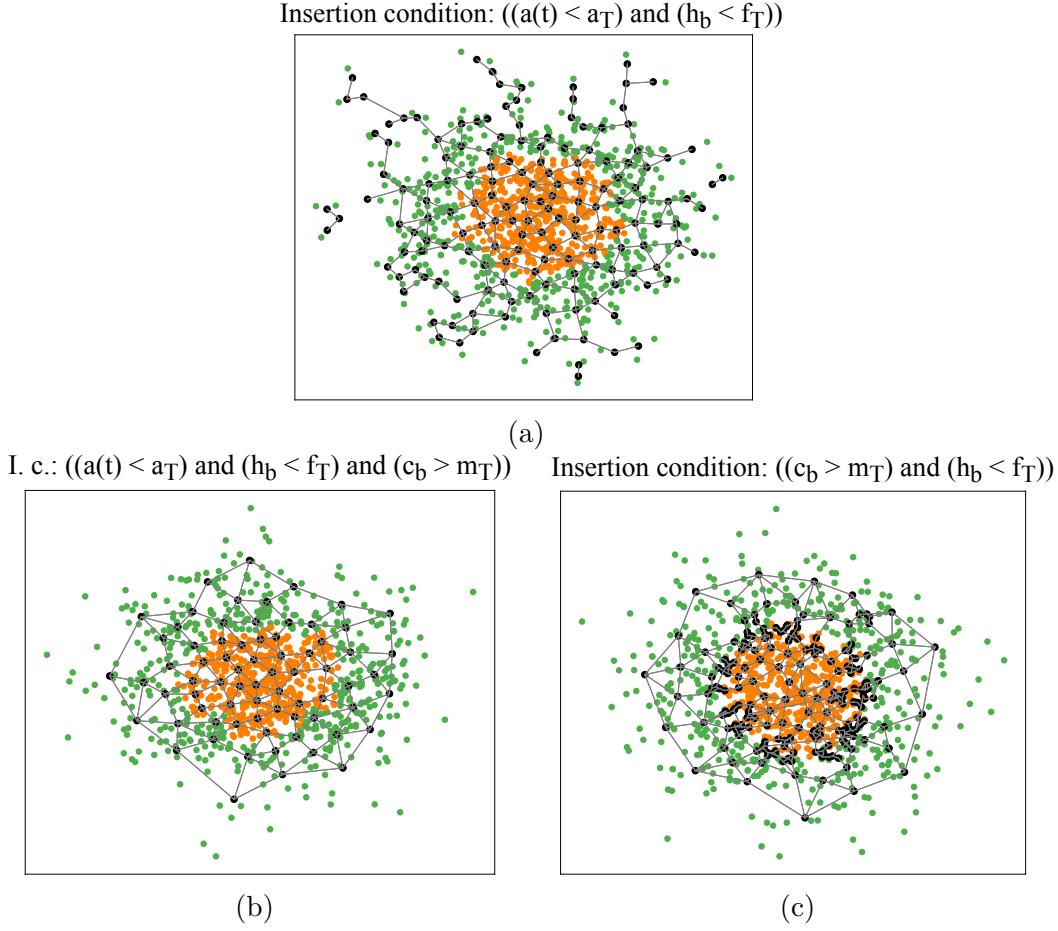 Insertion condition: ((a(t) < a_T) and (h_b < f_T))
(a)
I. c.: ((a(t) < a_T) and (h_b < f_T) and (c_b > m_T))
Insertion condition: ((c_b > m_T) and (h_b < f_T))
(b)
(c)